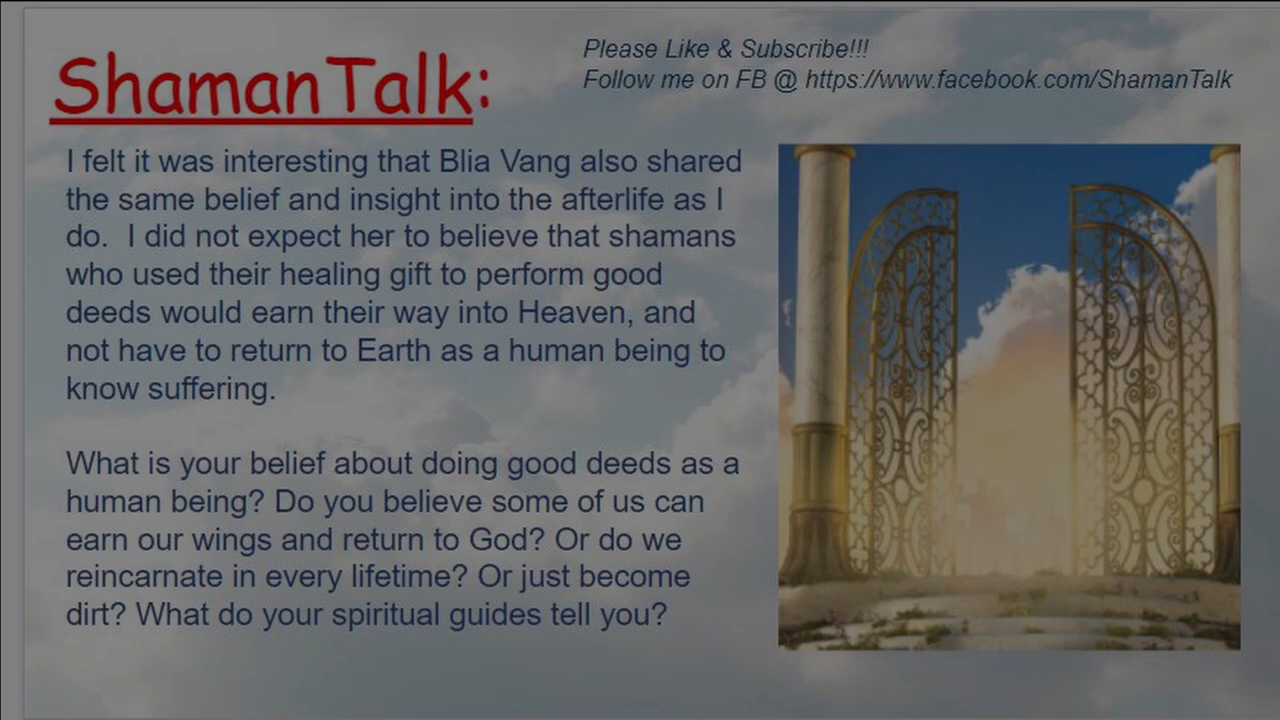 ShamanTalk:
Please Like & Subscribe!!!
Follow me on FB @ https://www.facebook.com/ShamanTalk
I felt it was interesting that Blia Vang also shared
the same belief and insight into the afterlife as I
do.  I did not expect her to believe that shamans
who used their healing gift to perform good
deeds would earn their way into Heaven, and
not have to return to Earth as a human being to
know suffering.
What is your belief about doing good deeds as a
human being? Do you believe some of us can
earn our wings and return to God? Or do we
reincarnate in every lifetime? Or just become
dirt? What do your spiritual guides tell you?